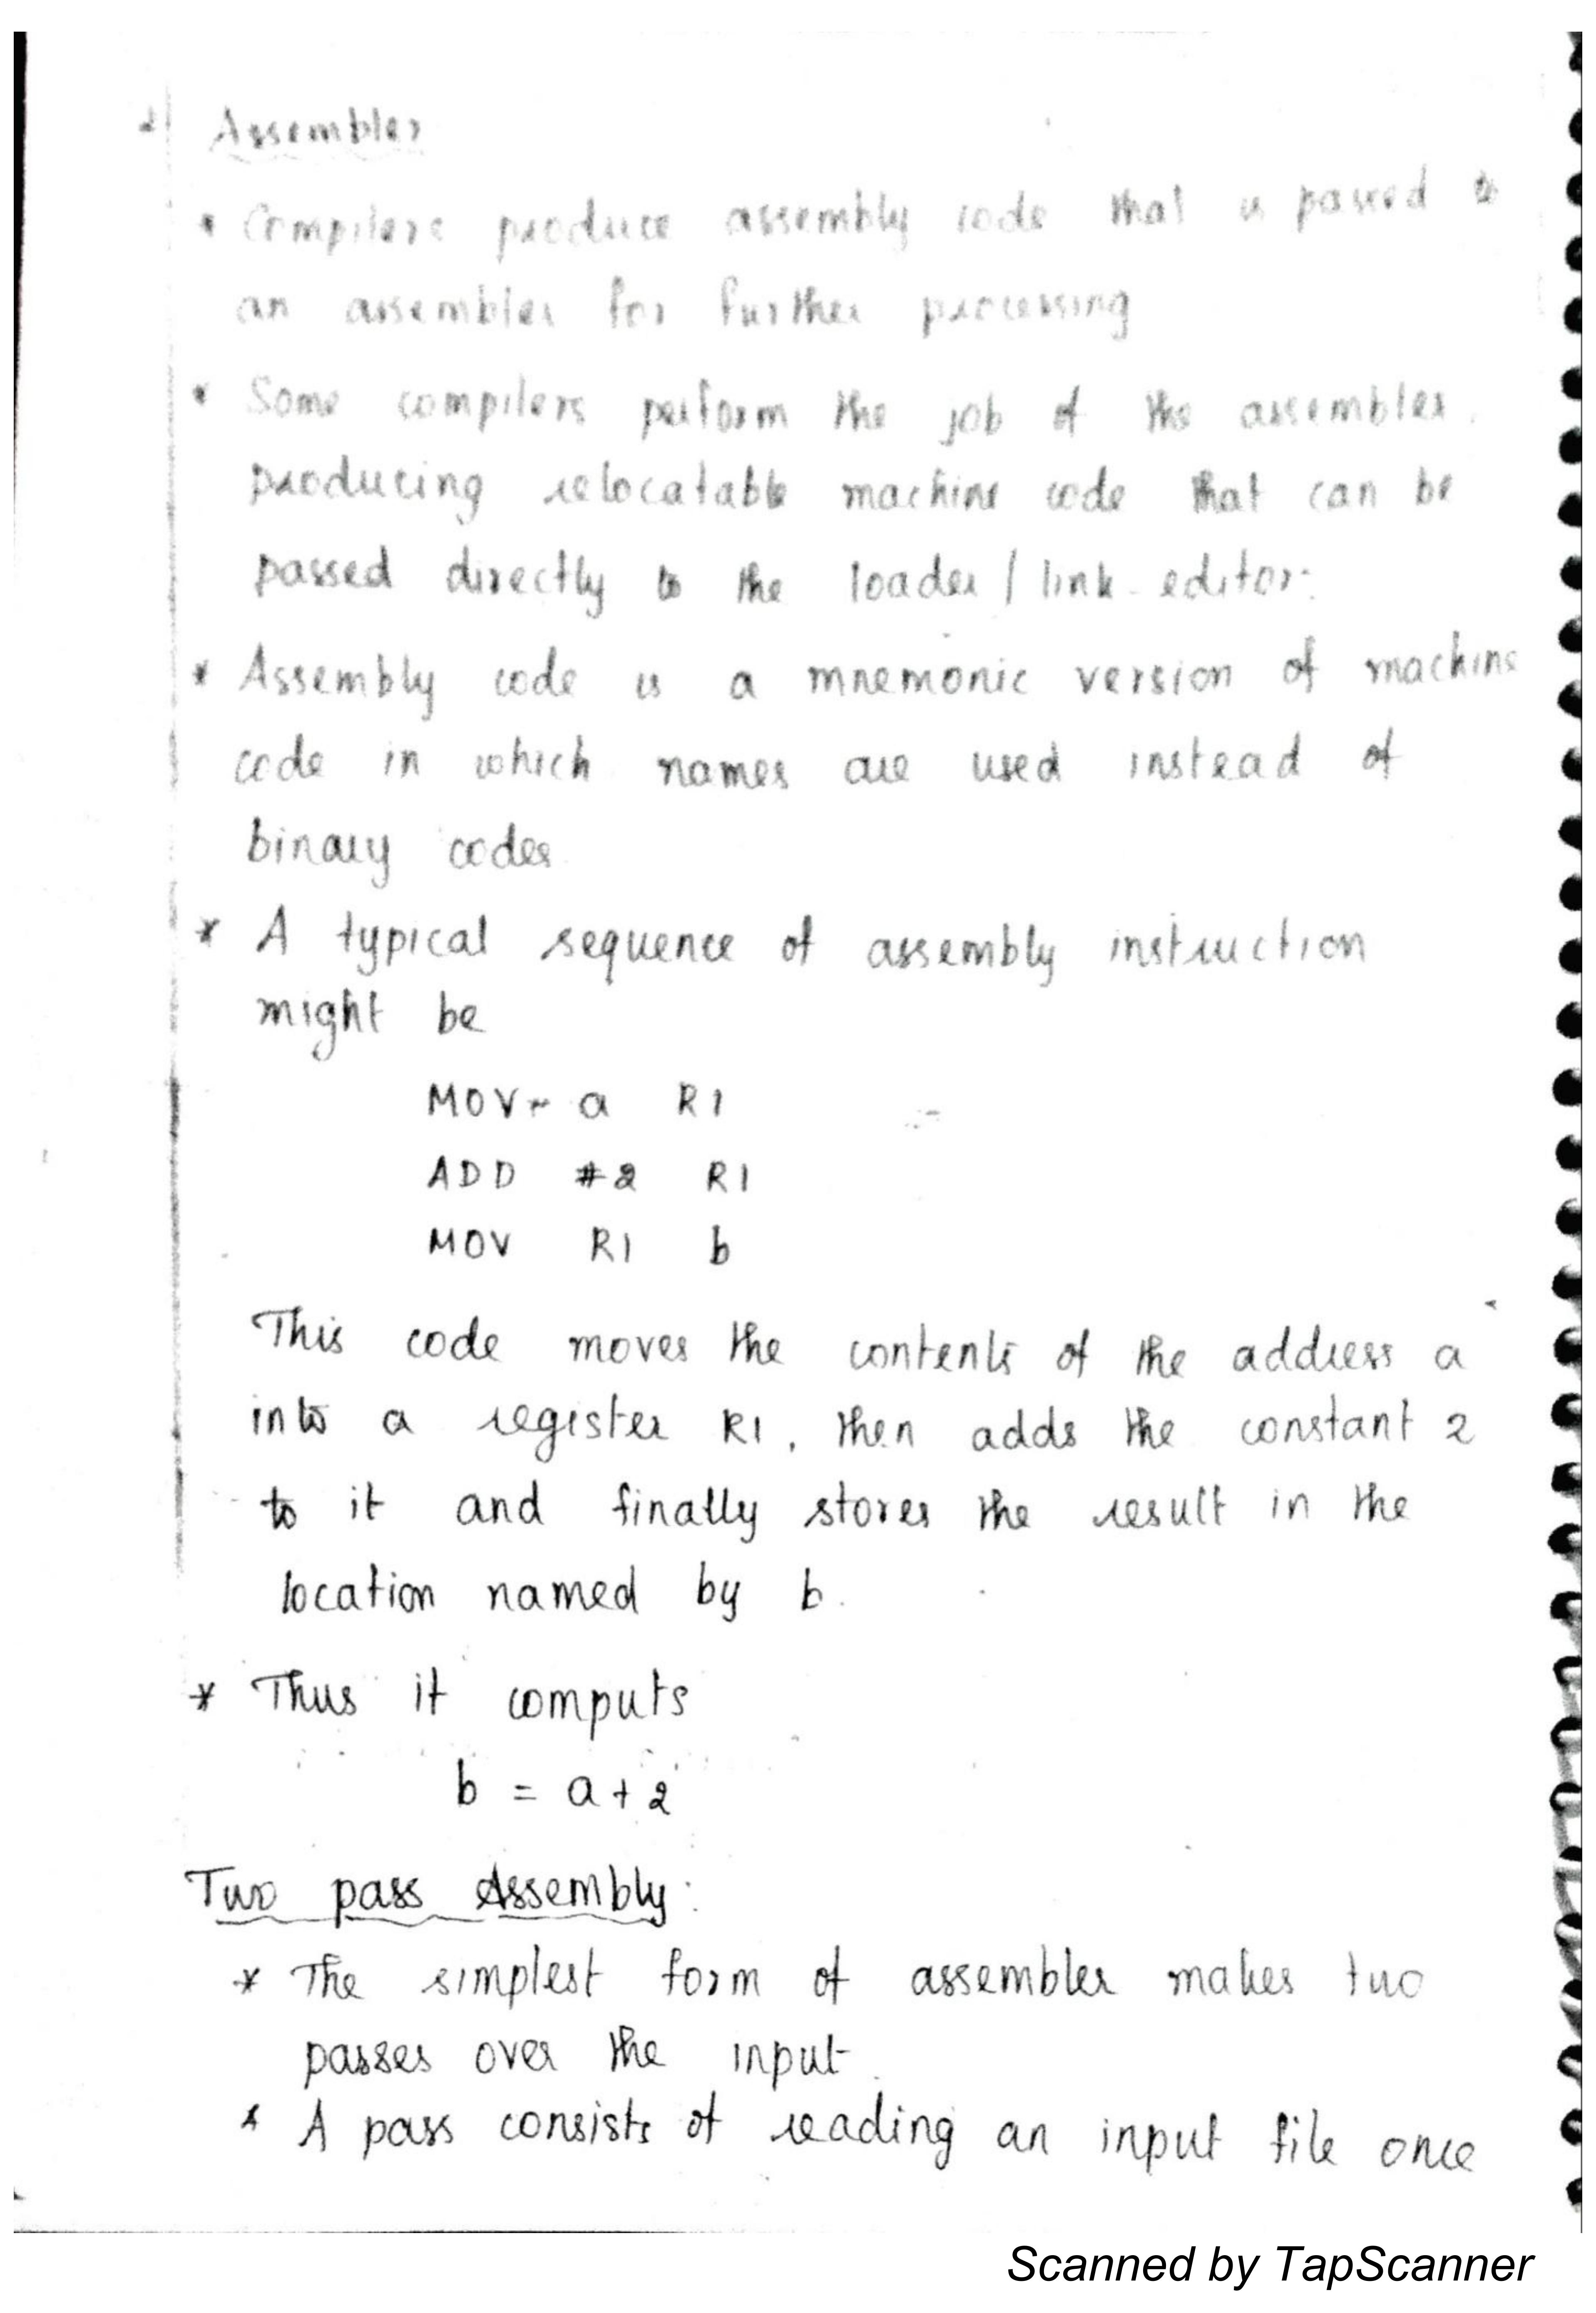 2) Assembler
* Compilers produce assembly code that is passed to
an assembler for further processing
* Some compilers perform the job of the assembler,
producing relocatable machine code that can be
passed directly to the loader / link-editor.
* Assembly code is a mnemonic version of machine
code in which names are used instead of
binary codes
* A typical sequence of assembly instruction
might be
MOV a R1
ADD #2 R1
MOV R1 b
This code moves the contents of the address a
into a register R1, then adds the constant 2
to it and finally stores the result in the
location named by b.
* Thus it computs
b = a + 2
Two pass Assembly:
* The simplest form of assembler makes two
passes over the input.
* A pass consists of reading an input file once
Scanned by TapScanner